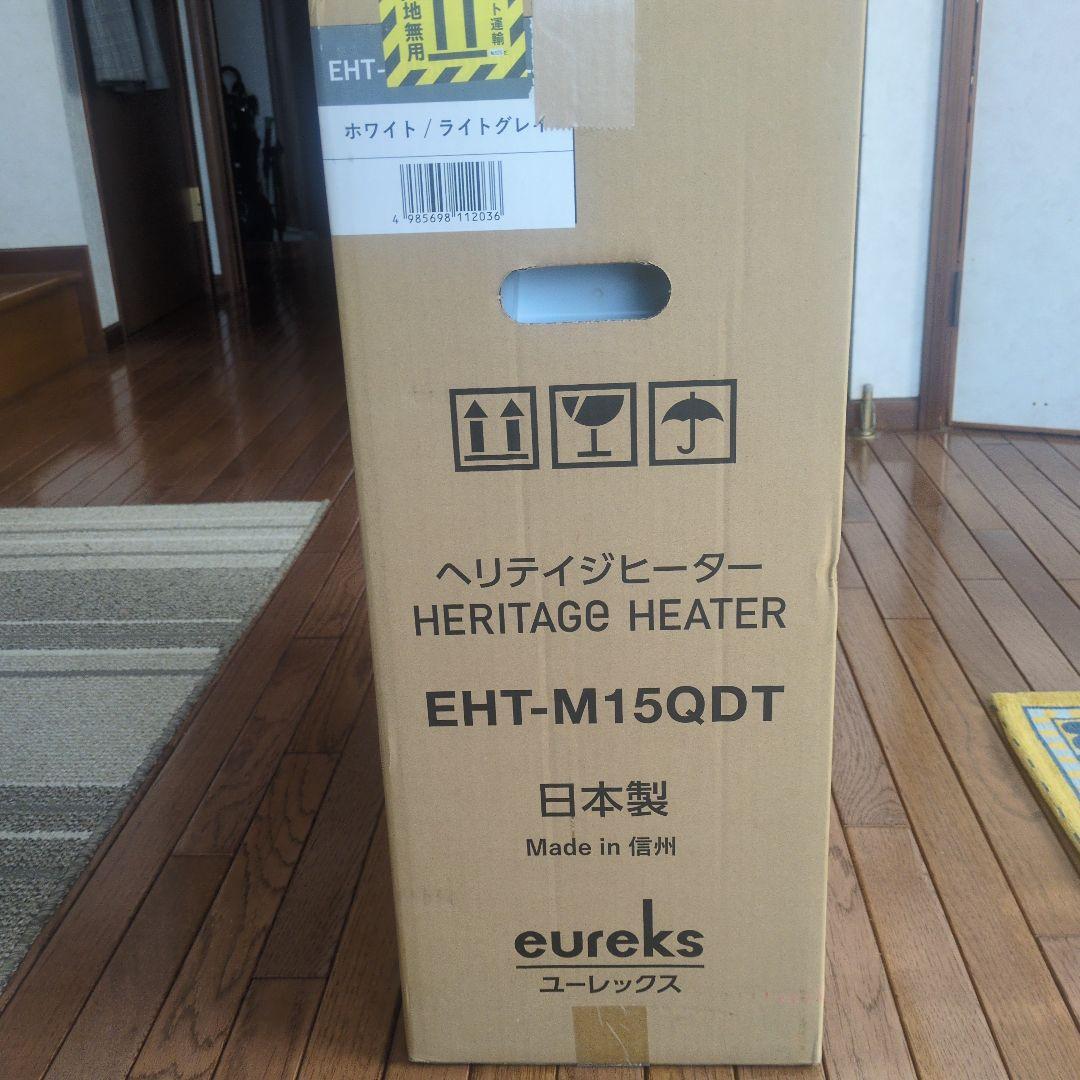 地無用
ト運輸
EHT-
ホワイト / ライトグレイ
4 985698 112036
ヘリテイジヒーター
HERITAGe HEATER
EHT-M15QDT
日本製
Made in 信州
eureks
ユーレックス